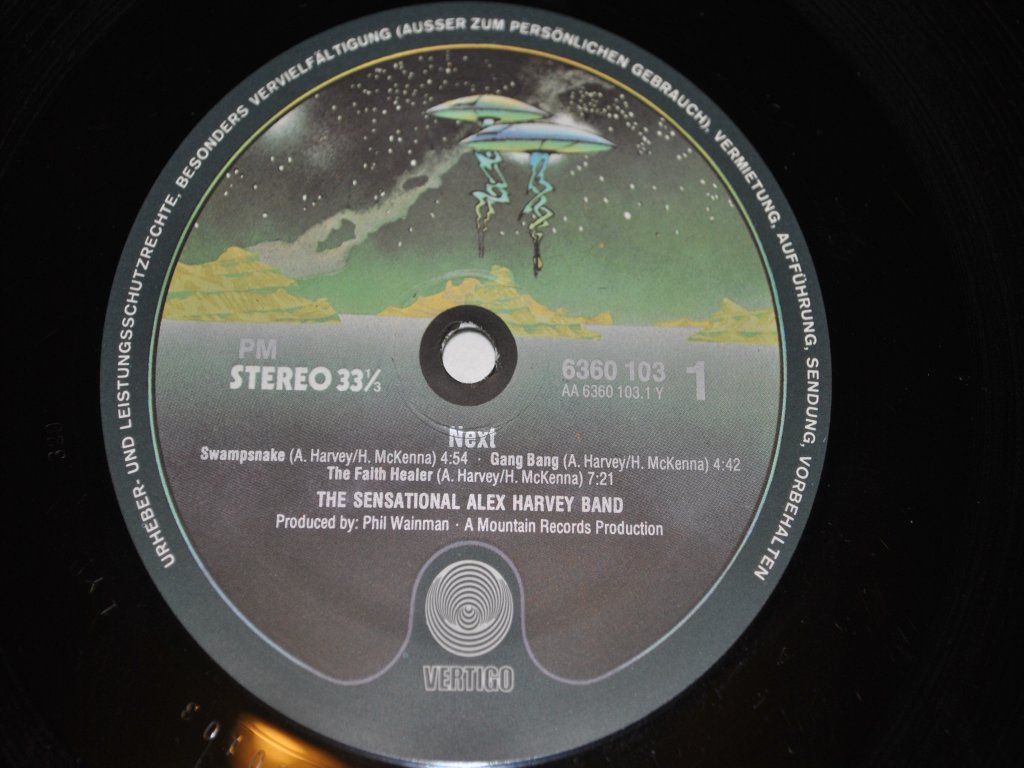 URHEBER- UND LEISTUNGSSCHUTZRECHTE, BESONDERS VERVIELFÄLTIGUNG (AUSSER ZUM PERSÖNLICHEN GEBRAUCH), VERMIETUNG, AUFFÜHRUNG, SENDUNG, VORBEHALTEN
PM
STEREO 33⅓
6360 103
AA 6360 103.1 Y
1
Next
Swampsnake (A. Harvey/H. McKenna) 4:54 · Gang Bang (A. Harvey/H. McKenna) 4:42
The Faith Healer (A. Harvey/H. McKenna) 7:21
THE SENSATIONAL ALEX HARVEY BAND
Produced by: Phil Wainman · A Mountain Records Production
VERTIGO